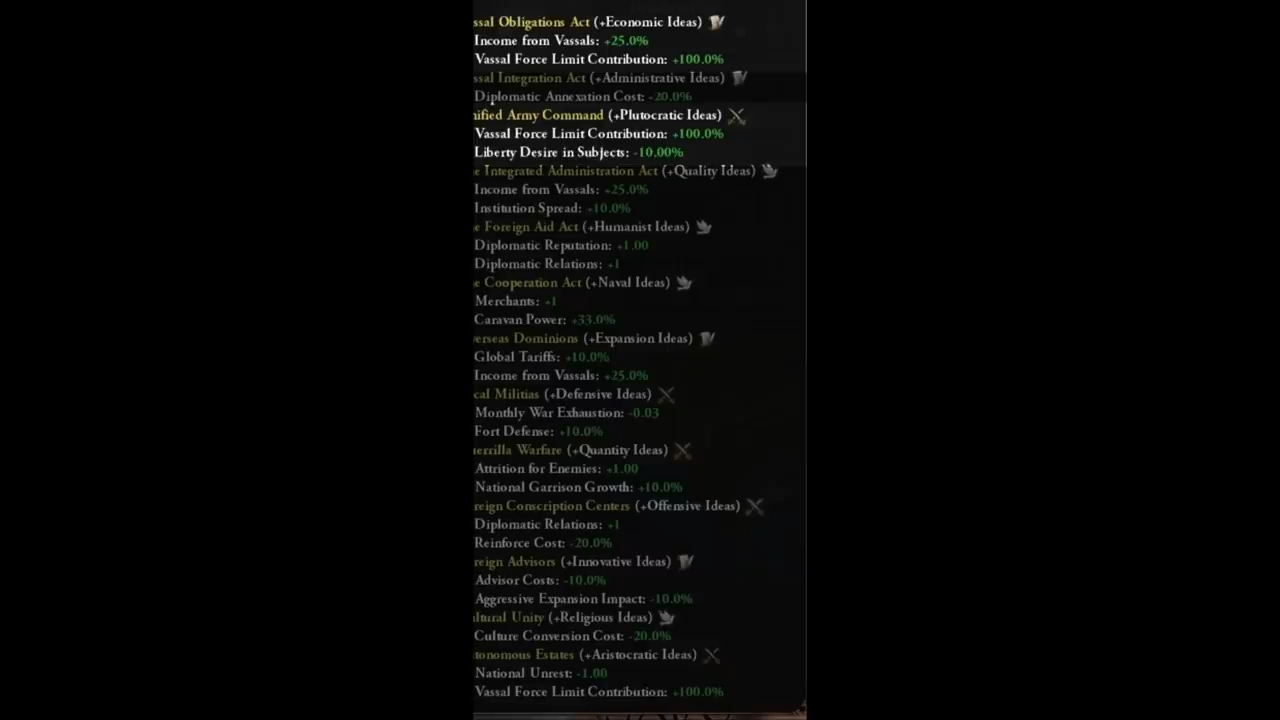 ssal Obligations Act (+Economic Ideas)
Income from Vassals: +25.0%
Vassal Force Limit Contribution: +100.0%
ssal Integration Act (+Administrative Ideas)
Diplomatic Annexation Cost: -20.0%
nified Army Command (+Plutocratic Ideas)
Vassal Force Limit Contribution: +100.0%
Liberty Desire in Subjects: -10.00%
e Integrated Administration Act (+Quality Ideas)
Income from Vassals: +25.0%
Institution Spread: +10.0%
e Foreign Aid Act (+Humanist Ideas)
Diplomatic Reputation: +1.00
Diplomatic Relations: +1
e Cooperation Act (+Naval Ideas)
Merchants: +1
Caravan Power: +33.0%
verseas Dominions (+Expansion Ideas)
Global Tariffs: +10.0%
Income from Vassals: +25.0%
cal Militias (+Defensive Ideas)
Monthly War Exhaustion: -0.03
Fort Defense: +10.0%
uerrilla Warfare (+Quantity Ideas)
Attrition for Enemies: +1.00
National Garrison Growth: +10.0%
reign Conscription Centers (+Offensive Ideas)
Diplomatic Relations: +1
Reinforce Cost: -20.0%
reign Advisors (+Innovative Ideas)
Advisor Costs: -10.0%
Aggressive Expansion Impact: -10.0%
ltural Unity (+Religious Ideas)
Culture Conversion Cost: -20.0%
tonomous Estates (+Aristocratic Ideas)
National Unrest: -1.00
Vassal Force Limit Contribution: +100.0%